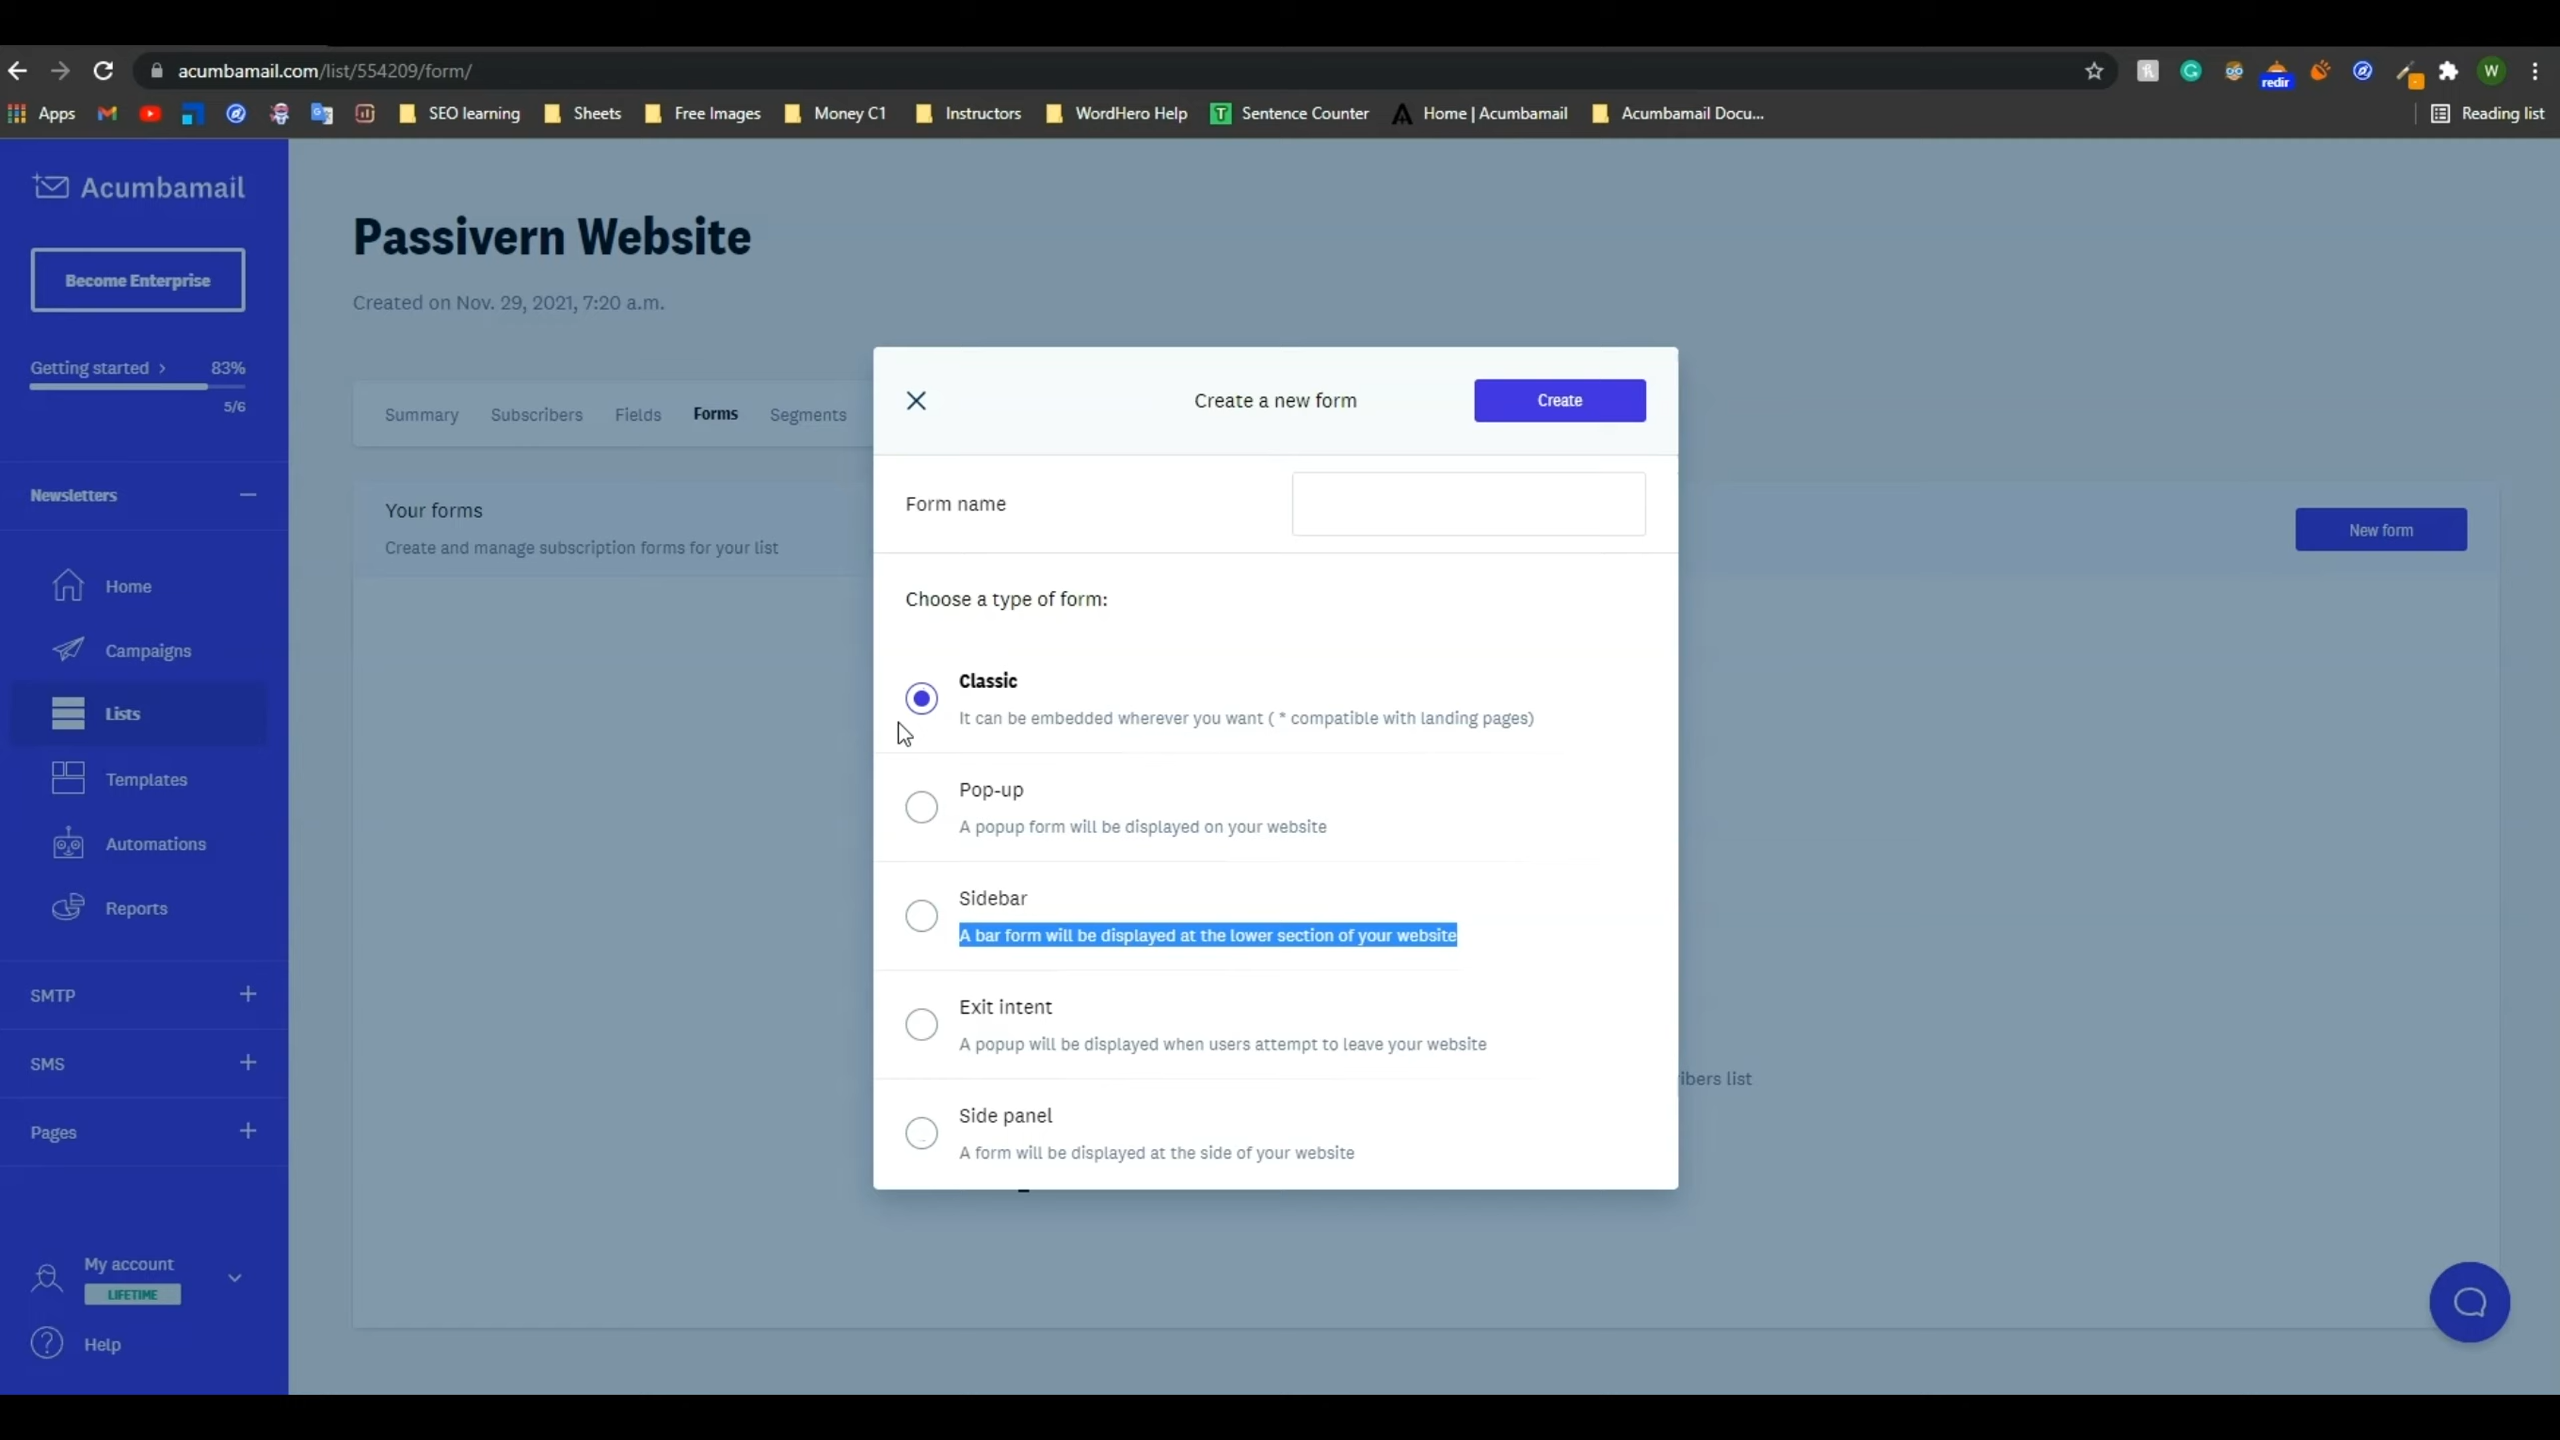 acumbamail.com/list/554209/form/
redir
W
Apps
SEO learning
Sheets
Free Images
Money C1
Instructors
WordHero Help
Sentence Counter
Home | Acumbamail
Acumbamail Docu...
Reading list
Acumbamail
Become Enterprise
Getting started > 83%
5/6
Newsletters
Home
Campaigns
Lists
Templates
Automations
Reports
SMTP
SMS
Pages
My account
LIFETIME
Help
Passivern Website
Created on Nov. 29, 2021, 7:20 a.m.
Summary Subscribers Fields Forms Segments
Your forms
Create and manage subscription forms for your list
New form
Create a new form
Create
Form name
Choose a type of form:
Classic
It can be embedded wherever you want ( * compatible with landing pages)
Pop-up
A popup form will be displayed on your website
Sidebar
A bar form will be displayed at the lower section of your website
Exit intent
A popup will be displayed when users attempt to leave your website
Side panel
A form will be displayed at the side of your website
ibers list